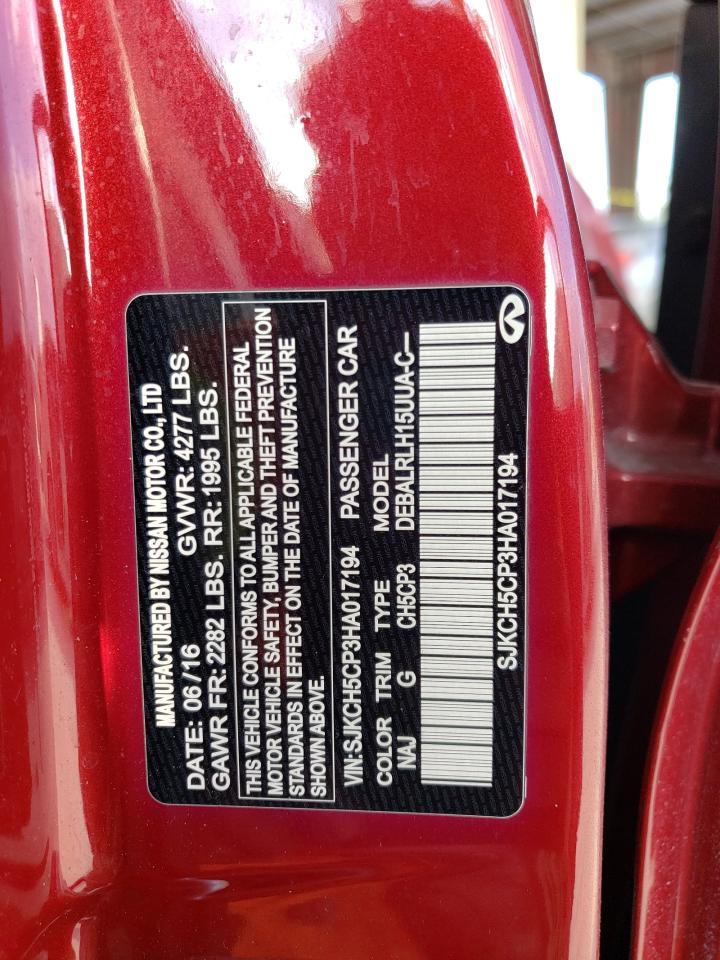 MANUFACTURED BY NISSAN MOTOR CO., LTD
DATE: 06 / 16 GVWR: 4277 LBS.
GAWR FR: 2282 LBS. RR: 1995 LBS.
THIS VEHICLE CONFORMS TO ALL APPLICABLE FEDERAL
MOTOR VEHICLE SAFETY, BUMPER AND THEFT PREVENTION
STANDARDS IN EFFECT ON THE DATE OF MANUFACTURE
SHOWN ABOVE.
VIN:SJKCH5CP3HA017194 PASSENGER CAR
COLOR TRIM TYPE MODEL
NAJ G CH5CP3 DEBALRLH15UUA-C--
SJKCH5CP3HA017194